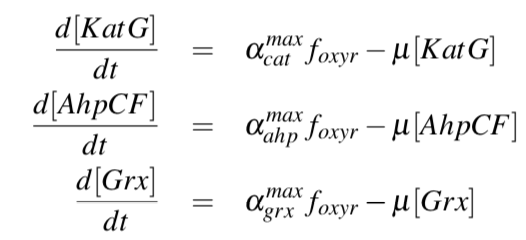 d[KatG]/dt = α_cat^max f_oxyr − μ[KatG]
d[AhpCF]/dt = α_ahp^max f_oxyr − μ[AhpCF]
d[Grx]/dt = α_grx^max f_oxyr − μ[Grx]